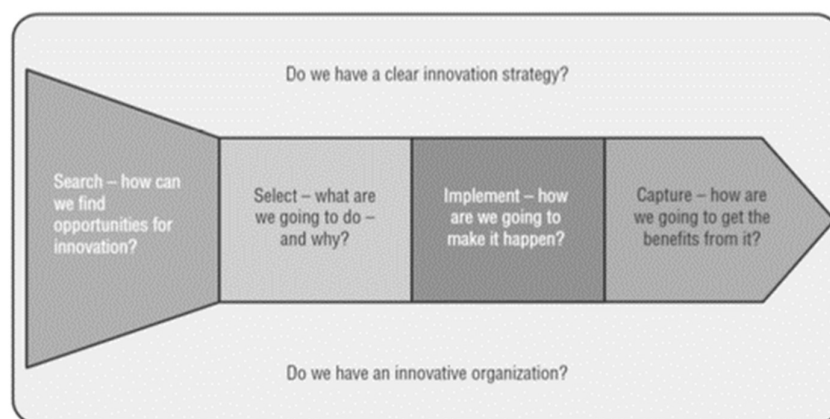 Do we have a clear innovation strategy?
Search – how can
we find
opportunities for
innovation?
Select – what are
we going to do –
and why?
Implement – how
are we going to
make it happen?
Capture – how are
we going to get the
benefits from it?
Do we have an innovative organization?